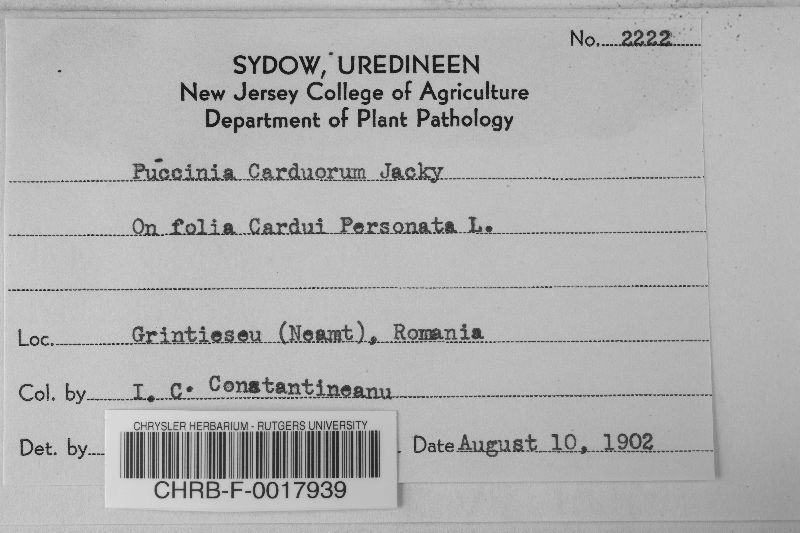 No. 2222
SYDOW, UREDINEEN
New Jersey College of Agriculture
Department of Plant Pathology
Puccinia Carduorum Jacky
On folia Cardui Personata L.
Loc. Grintieseu (Neamt), Romania
Col. by I. C. Constantineanu
Det. by
Date August 10, 1902
CHRYSLER HERBARIUM - RUTGERS UNIVERSITY
CHRB-F-0017939